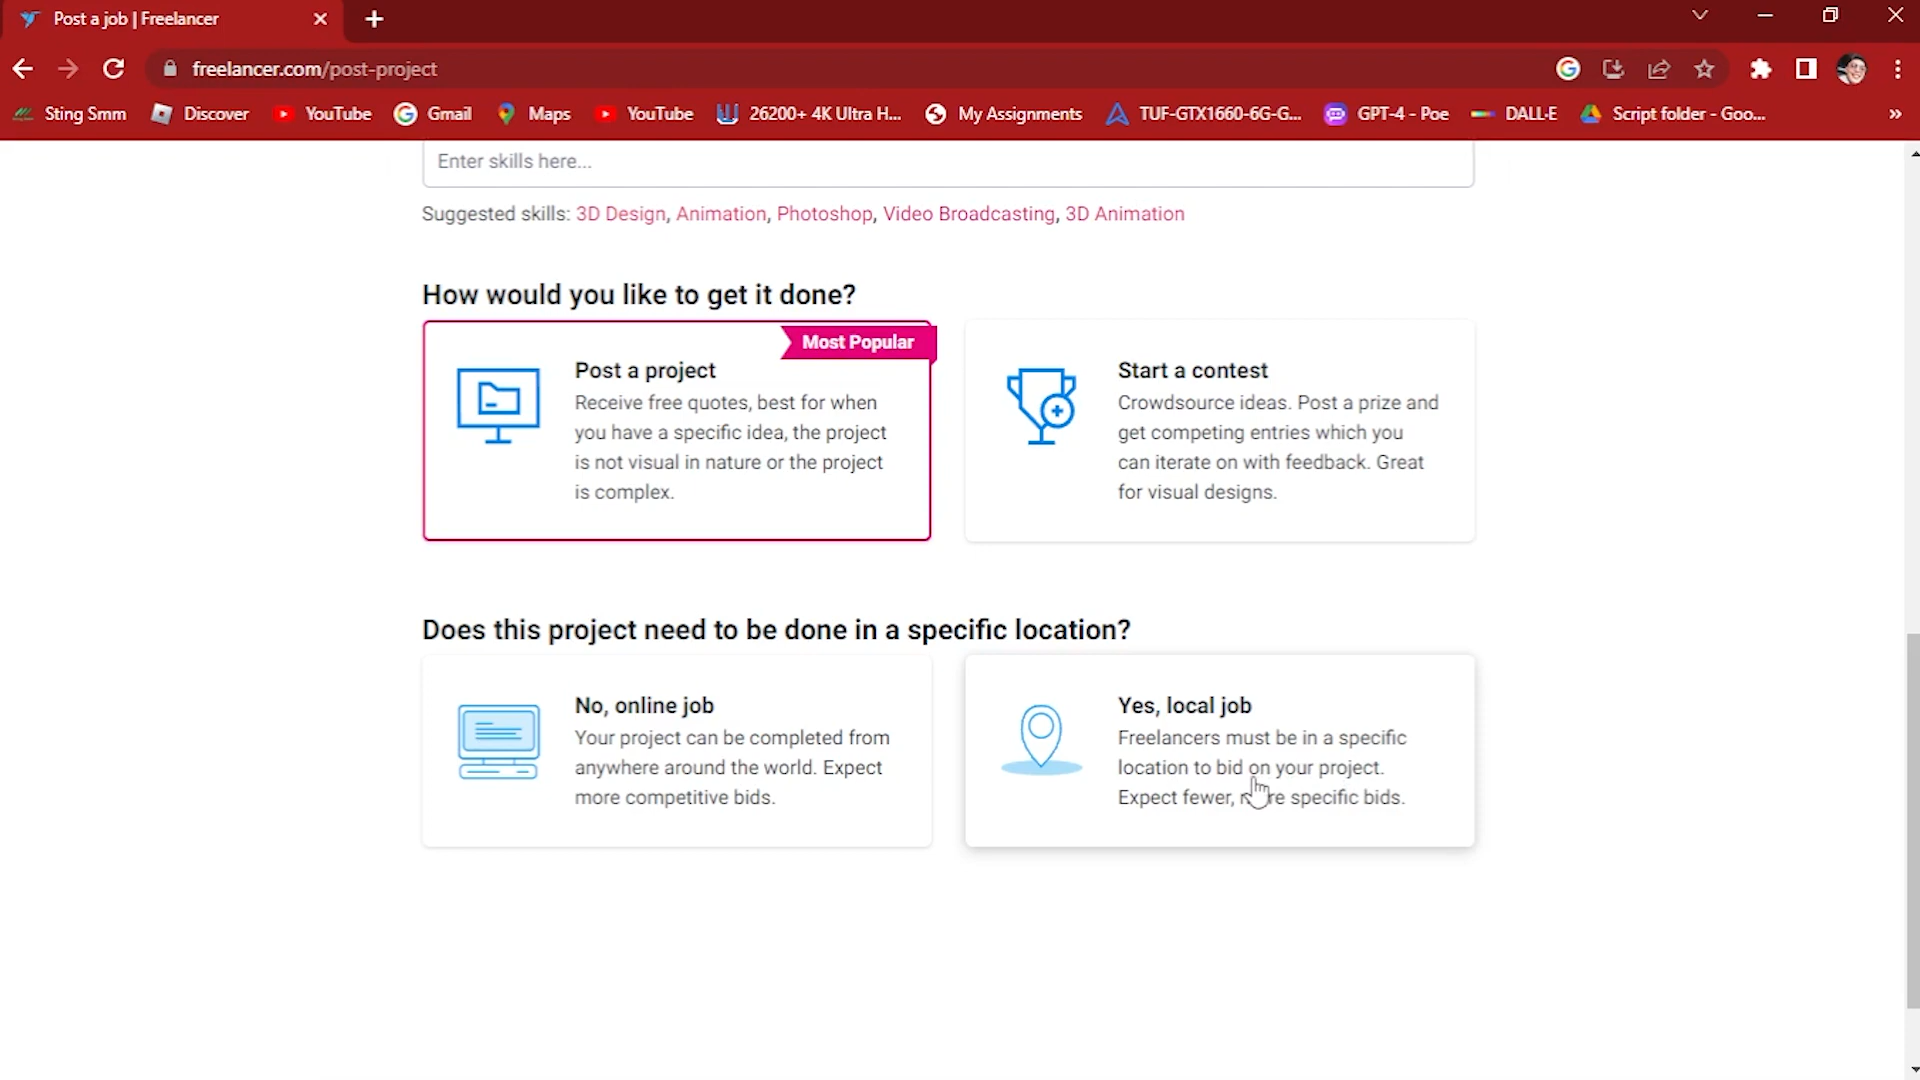 Post a job | Freelancer
freelancer.com/post-project
Sting Smm Discover YouTube Gmail Maps YouTube 26200+ 4K Ultra H... My Assignments TUF-GTX1660-6G-G... GPT-4 - Poe DALL·E Script folder - Goo... »
Enter skills here...
Suggested skills: 3D Design, Animation, Photoshop, Video Broadcasting, 3D Animation
How would you like to get it done?
Most Popular
Post a project
Receive free quotes, best for when
you have a specific idea, the project
is not visual in nature or the project
is complex.
Start a contest
Crowdsource ideas. Post a prize and
get competing entries which you
can iterate on with feedback. Great
for visual designs.
Does this project need to be done in a specific location?
No, online job
Your project can be completed from
anywhere around the world. Expect
more competitive bids.
Yes, local job
Freelancers must be in a specific
location to bid on your project.
Expect fewer, more specific bids.